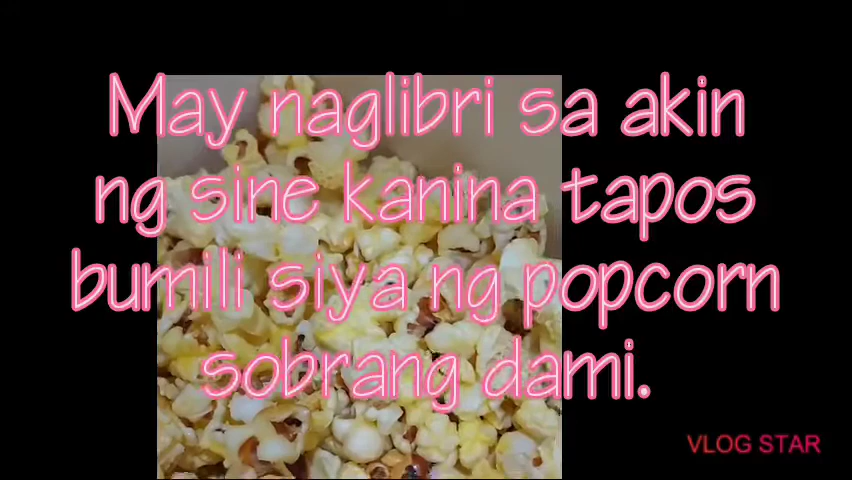 May naglibri sa akin
ng sine kanina tapos
bumili siya ng popcorn
sobrang dami.
VLOG STAR